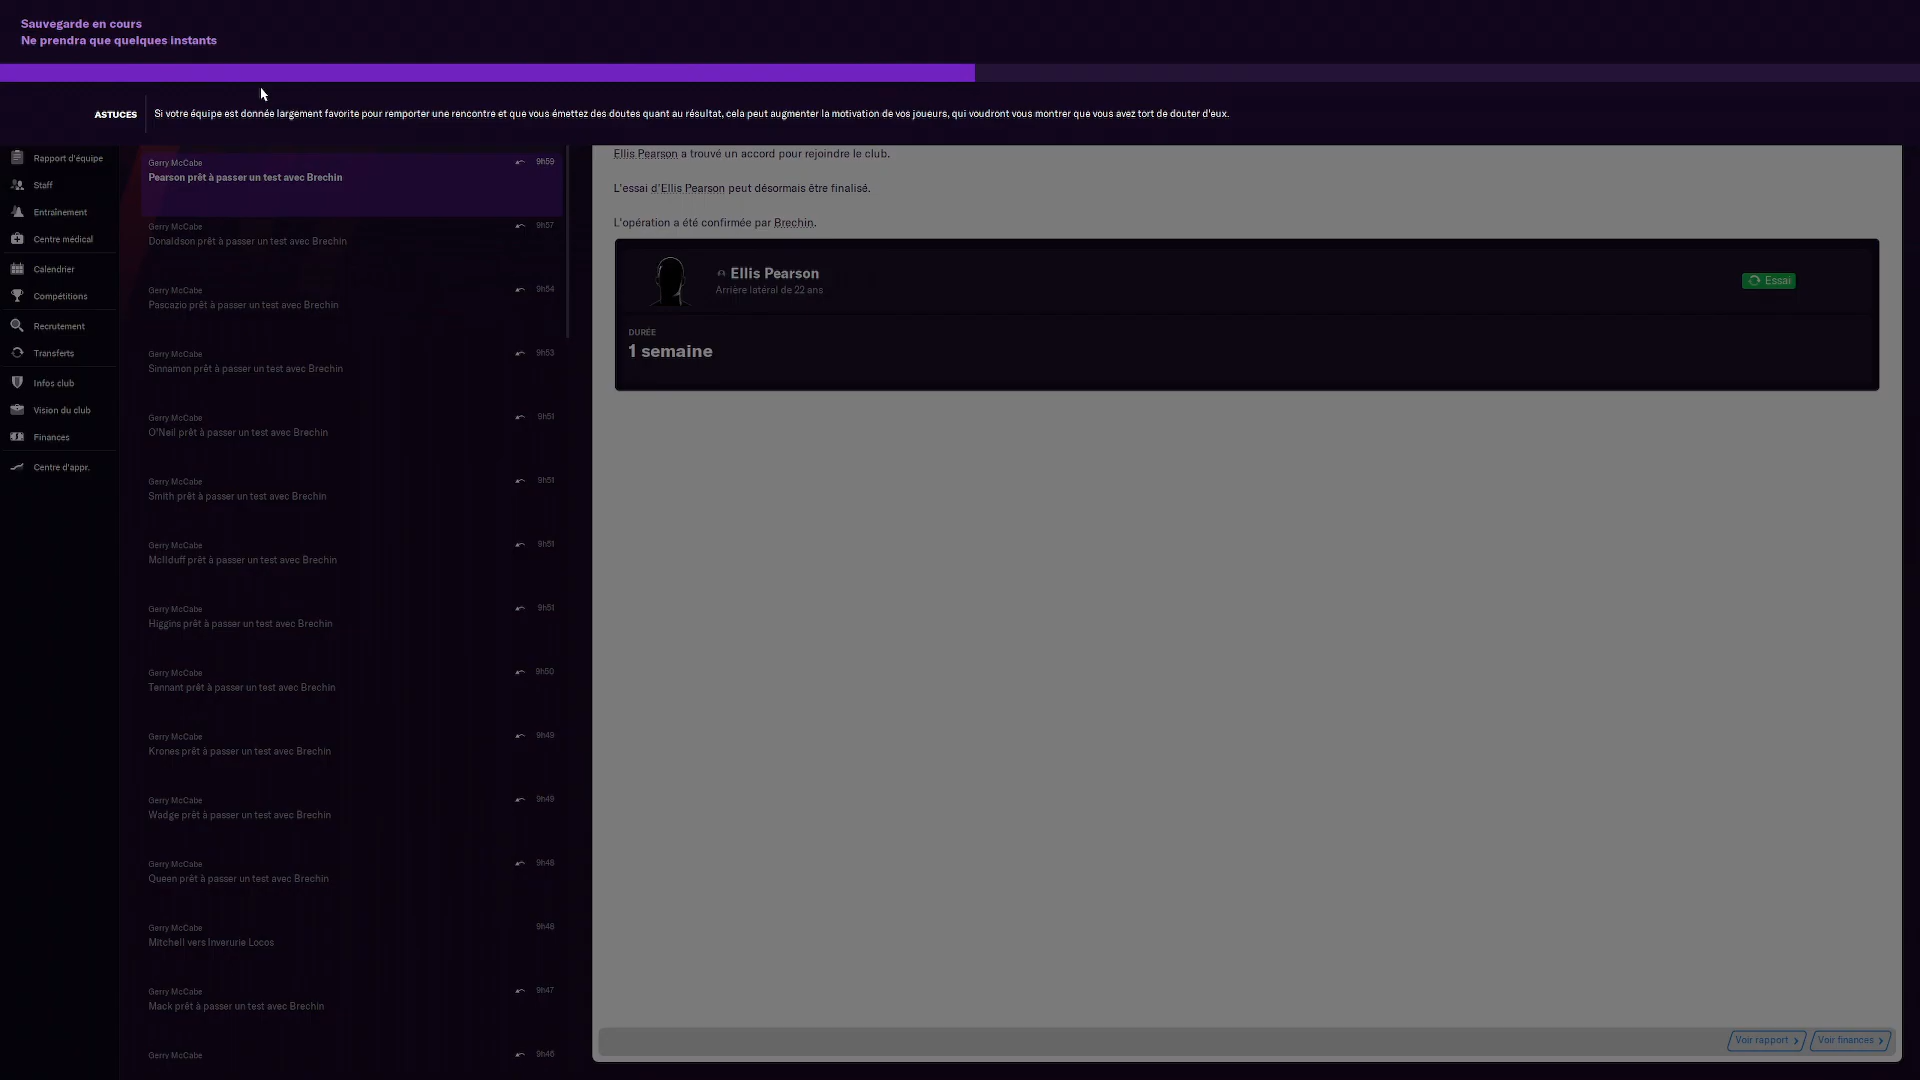 Sauvegarde en cours
Ne prendra que quelques instants
ASTUCES
Si votre équipe est donnée largement favorite pour remporter une rencontre et que vous émettez des doutes quant au résultat, cela peut augmenter la motivation de vos joueurs, qui voudront vous montrer que vous avez tort de douter d'eux.
Rapport d'équipe
Staff
Entraînement
Centre médical
Calendrier
Compétitions
Recrutement
Transferts
Infos club
Vision du club
Finances
Centre d'appr.
Gerry McCabe 9h59
Pearson prêt à passer un test avec Brechin
Gerry McCabe 9h57
Donaldson prêt à passer un test avec Brechin
Gerry McCabe 9h54
Pascazio prêt à passer un test avec Brechin
Gerry McCabe 9h53
Sinnamon prêt à passer un test avec Brechin
Gerry McCabe 9h51
O'Neil prêt à passer un test avec Brechin
Gerry McCabe 9h51
Smith prêt à passer un test avec Brechin
Gerry McCabe 9h51
McIlduff prêt à passer un test avec Brechin
Gerry McCabe 9h51
Higgins prêt à passer un test avec Brechin
Gerry McCabe 9h50
Tennant prêt à passer un test avec Brechin
Gerry McCabe 9h49
Krones prêt à passer un test avec Brechin
Gerry McCabe 9h49
Wadge prêt à passer un test avec Brechin
Gerry McCabe 9h48
Queen prêt à passer un test avec Brechin
Gerry McCabe 9h48
Mitchell vers Inverurie Locos
Gerry McCabe 9h47
Mack prêt à passer un test avec Brechin
Gerry McCabe 9h46
Ellis Pearson a trouvé un accord pour rejoindre le club.
L'essai d'Ellis Pearson peut désormais être finalisé.
L'opération a été confirmée par Brechin.
Ellis Pearson
Arrière latéral de 22 ans
Essai
DURÉE
1 semaine
Voir rapport
Voir finances